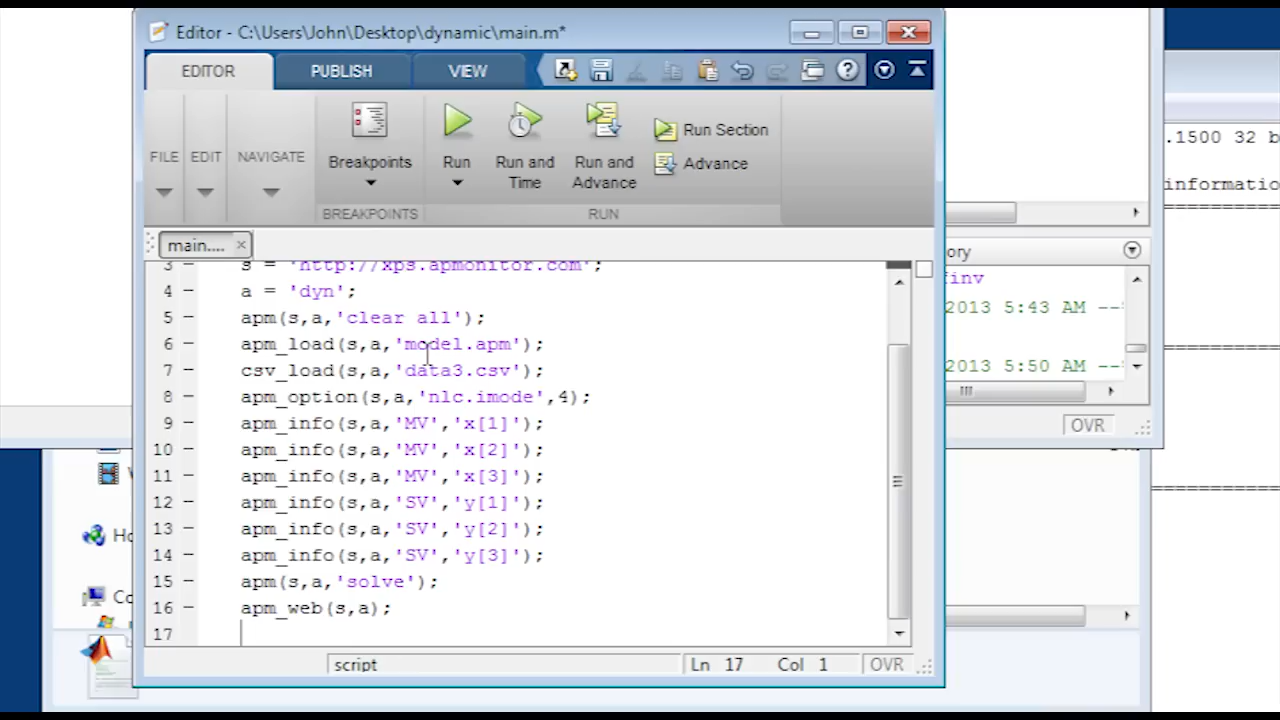 Editor - C:\Users\John\Desktop\dynamic\main.m*
EDITOR PUBLISH VIEW
FILE EDIT NAVIGATE Breakpoints Run Run and Time Run and Advance Run Section Advance
BREAKPOINTS RUN
main....
3 s = 'http://xps.apmonitor.com';
4 - a = 'dyn';
5 - apm(s,a,'clear all');
6 - apm_load(s,a,'model.apm');
7 - csv_load(s,a,'data3.csv');
8 - apm_option(s,a,'nlc.imode',4);
9 - apm_info(s,a,'MV','x[1]');
10 - apm_info(s,a,'MV','x[2]');
11 - apm_info(s,a,'MV','x[3]');
12 - apm_info(s,a,'SV','y[1]');
13 - apm_info(s,a,'SV','y[2]');
14 - apm_info(s,a,'SV','y[3]');
15 - apm(s,a,'solve');
16 - apm_web(s,a);
17
script Ln 17 Col 1 OVR
.1500 32 b
informatio
ory
inv
2013 5:43 AM --
2013 5:50 AM --
OVR
Ho
Co